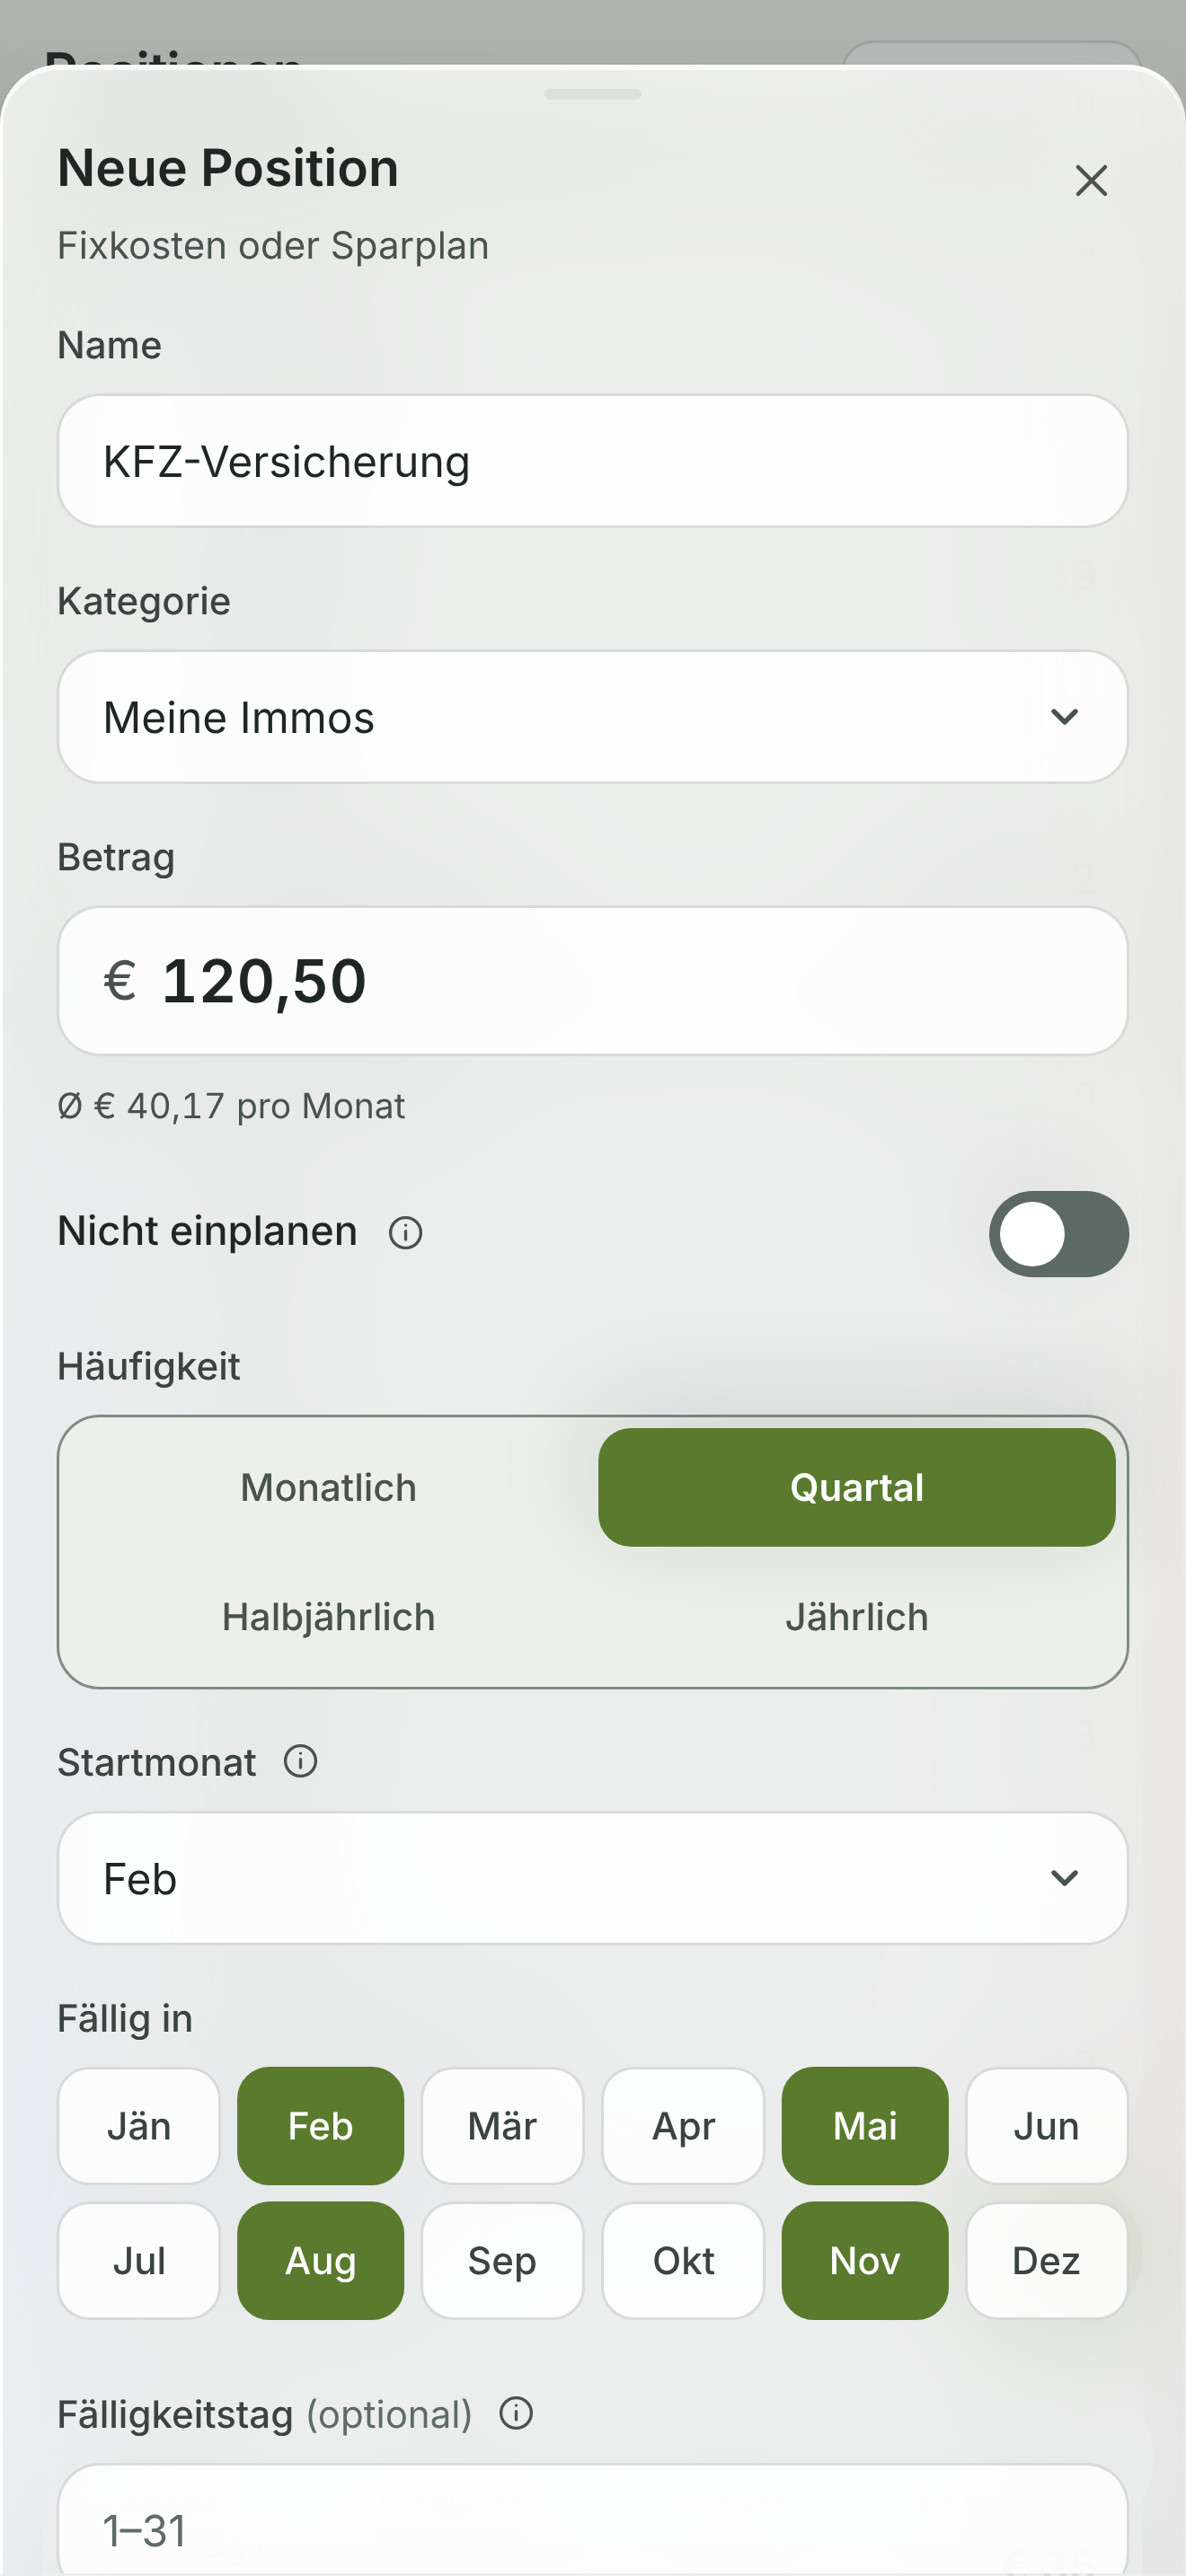 Positionen
Neue Position
Fixkosten oder Sparplan
Name
KFZ-Versicherung
Kategorie
Meine Immos
Betrag
€ 120,50
Ø € 40,17 pro Monat
Nicht einplanen
Häufigkeit
Monatlich Quartal
Halbjährlich Jährlich
Startmonat
Feb
Fällig in
Jän Feb Mär Apr Mai Jun
Jul Aug Sep Okt Nov Dez
Fälligkeitstag (optional)
1–31